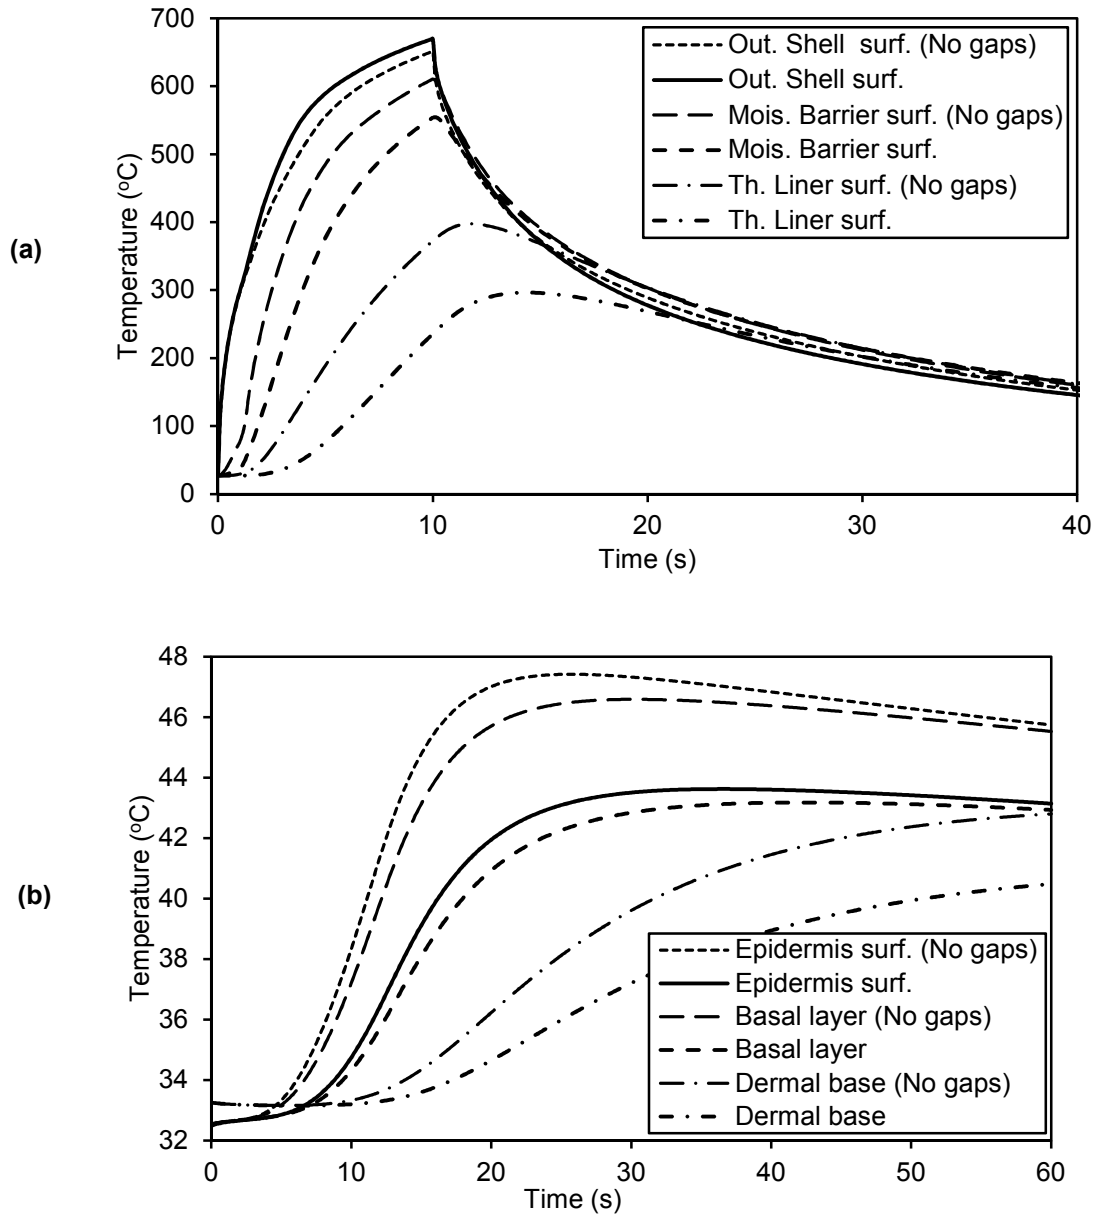 (a)
Temperature (oC)
700
600
500
400
300
200
100
0
0 10 20 30 40
Time (s)
Out. Shell surf. (No gaps)
Out. Shell surf.
Mois. Barrier surf. (No gaps)
Mois. Barrier surf.
Th. Liner surf. (No gaps)
Th. Liner surf.
(b)
Temperature (oC)
48
46
44
42
40
38
36
34
32
0 10 20 30 40 50 60
Time (s)
Epidermis surf. (No gaps)
Epidermis surf.
Basal layer (No gaps)
Basal layer
Dermal base (No gaps)
Dermal base